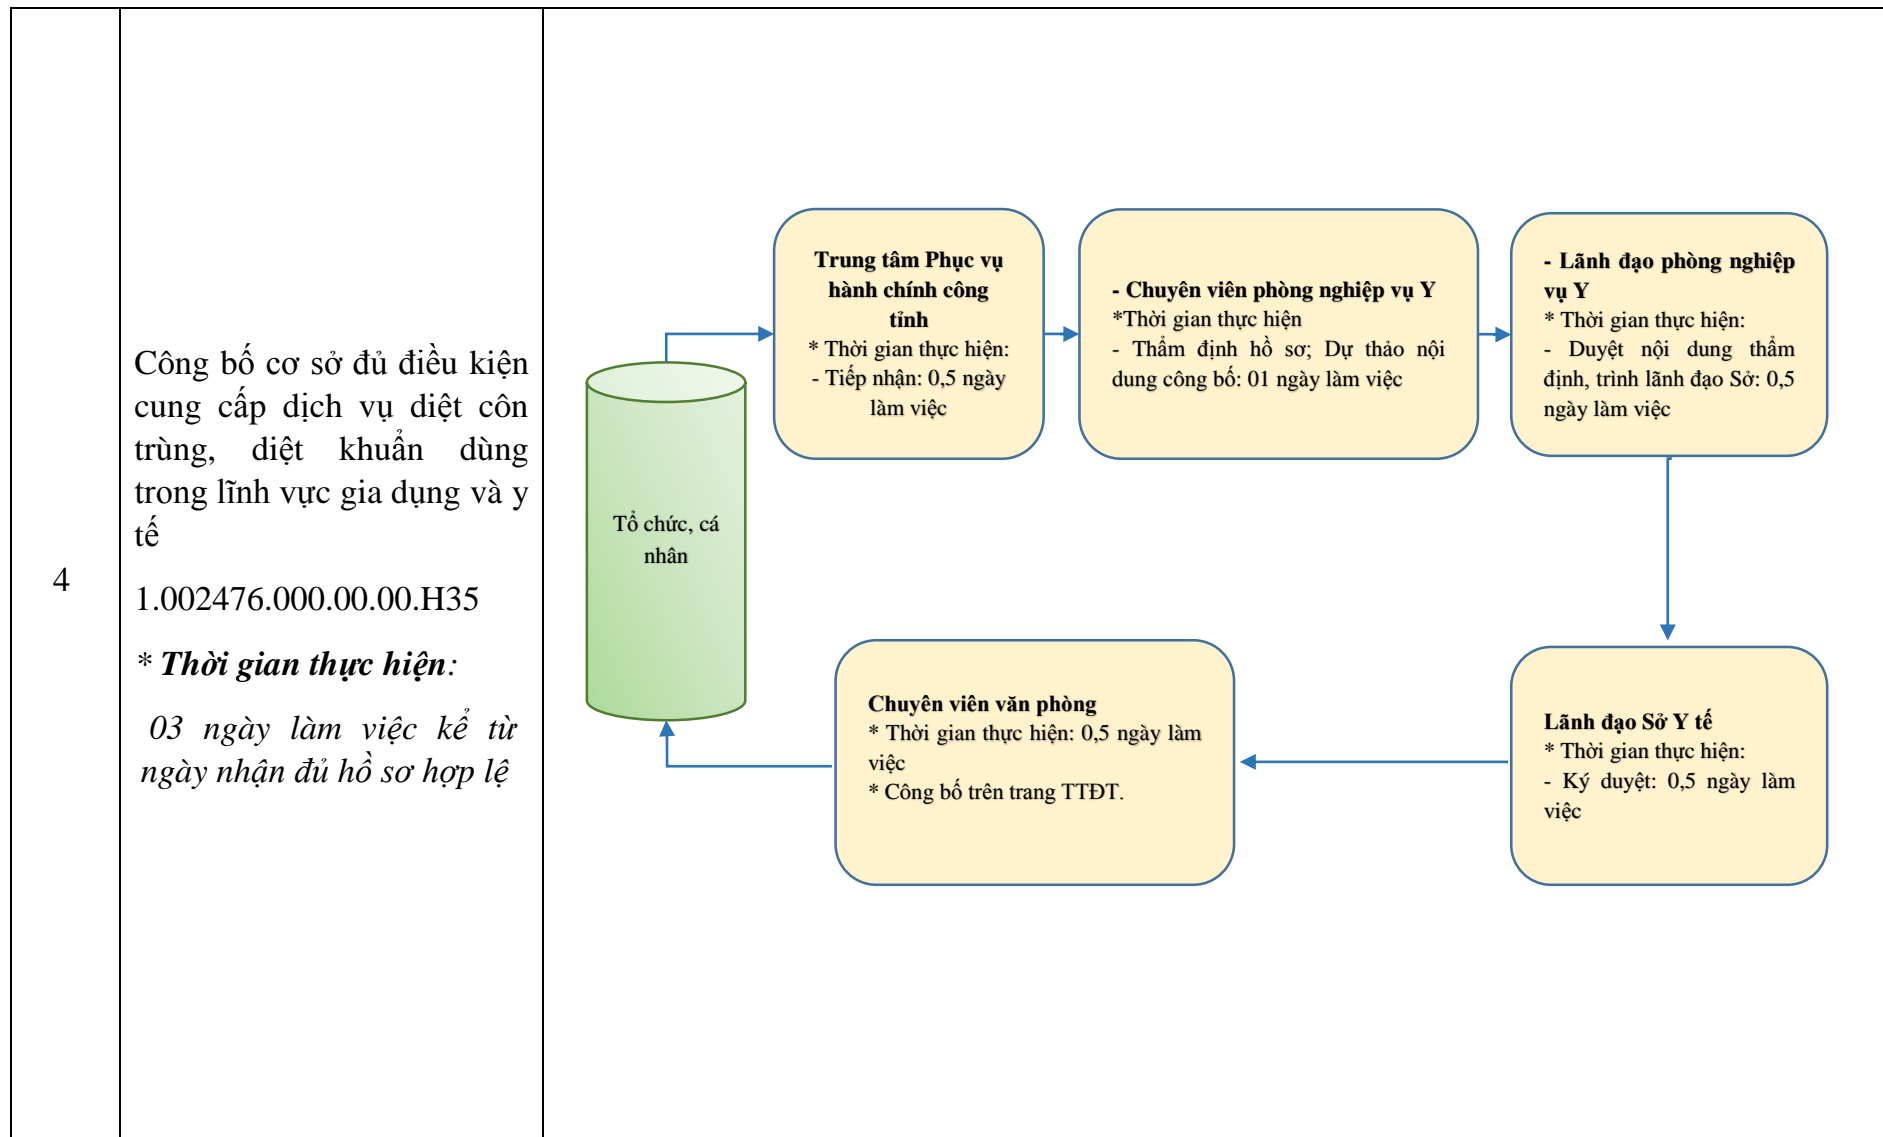 4
Công bố cơ sở đủ điều kiện
cung cấp dịch vụ diệt côn
trùng, diệt khuẩn dùng
trong lĩnh vực gia dụng và y
tế
1.002476.000.00.00.H35
* Thời gian thực hiện:
03 ngày làm việc kể từ
ngày nhận đủ hồ sơ hợp lệ
Tổ chức, cá
nhân
Trung tâm Phục vụ
hành chính công
tỉnh
* Thời gian thực hiện:
- Tiếp nhận: 0,5 ngày
làm việc
- Chuyên viên phòng nghiệp vụ Y
*Thời gian thực hiện
- Thẩm định hồ sơ; Dự thảo nội
dung công bố: 01 ngày làm việc
- Lãnh đạo phòng nghiệp
vụ Y
* Thời gian thực hiện:
- Duyệt nội dung thẩm
định, trình lãnh đạo Sở: 0,5
ngày làm việc
Lãnh đạo Sở Y tế
* Thời gian thực hiện:
- Ký duyệt: 0,5 ngày làm
việc
Chuyên viên văn phòng
* Thời gian thực hiện: 0,5 ngày làm
việc
* Công bố trên trang TTĐT.